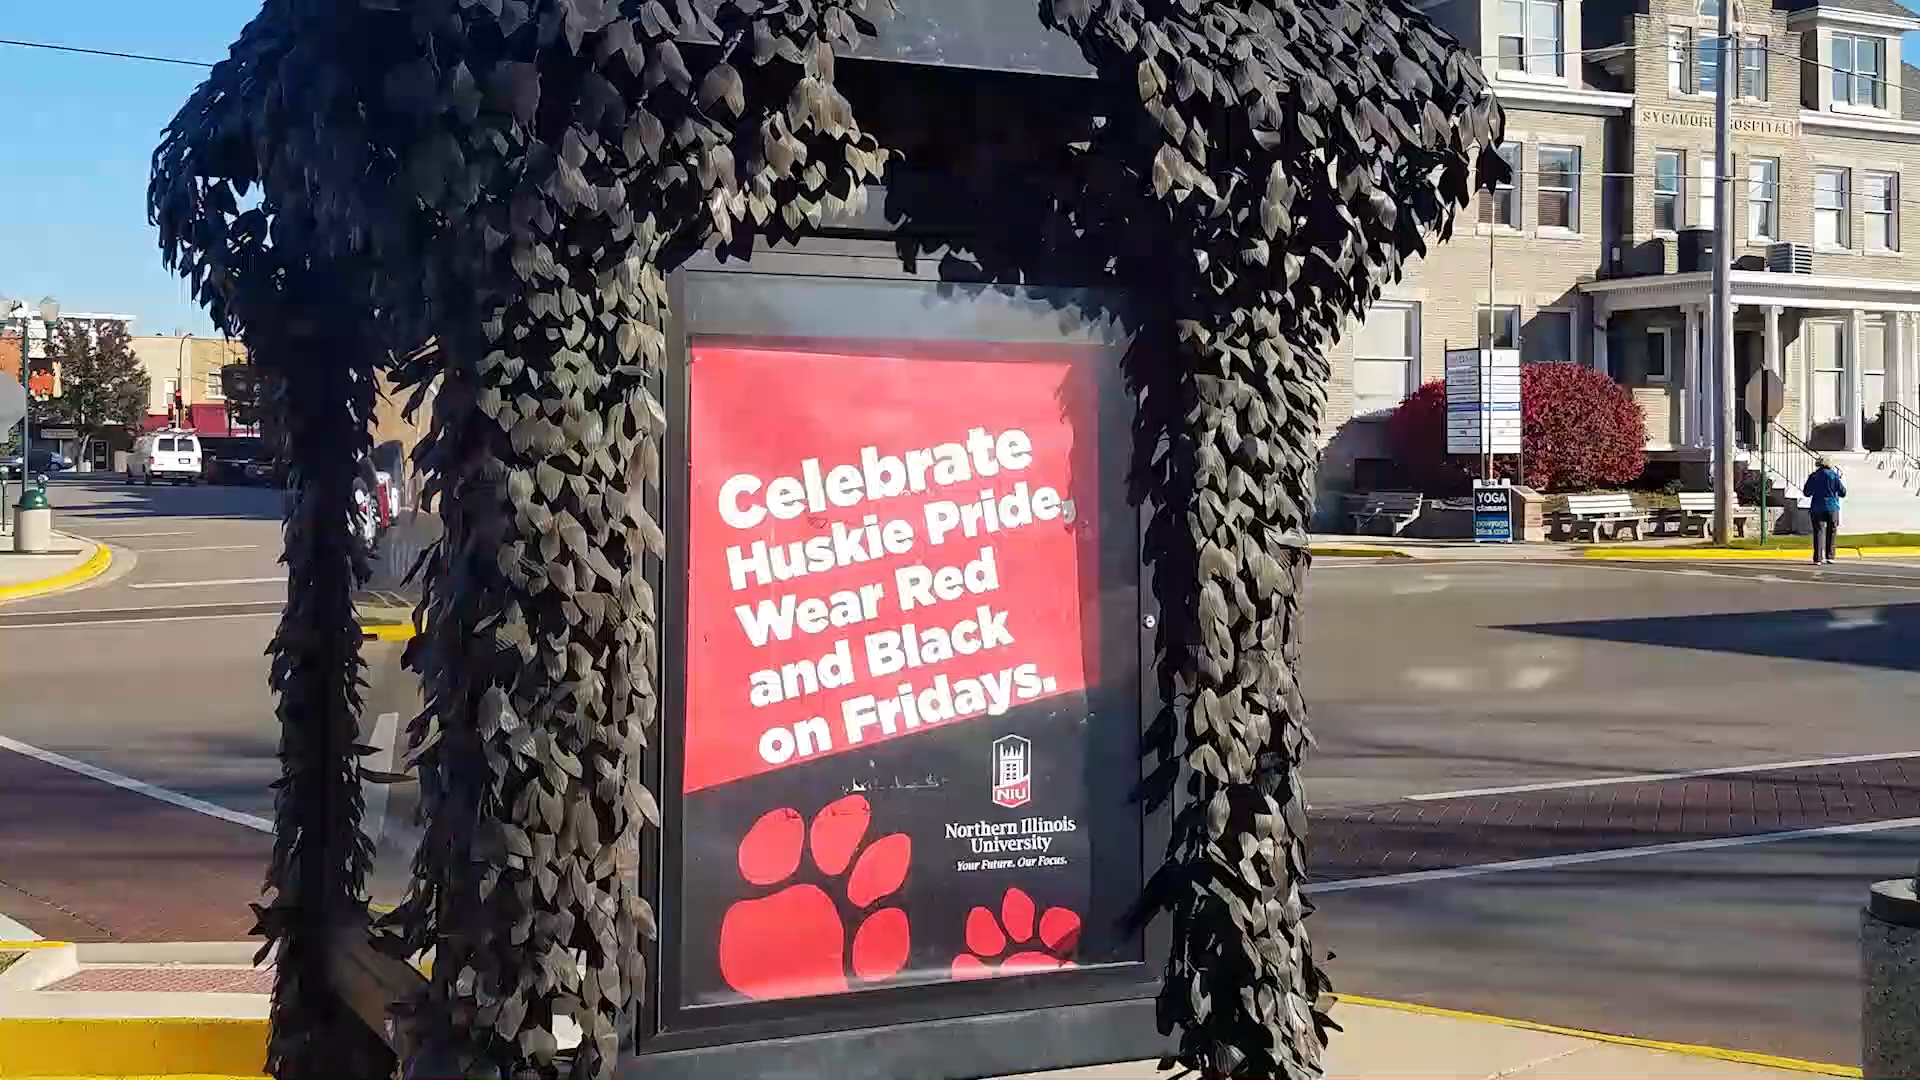 Celebrate
Huskie Pride,
Wear Red
and Black
on Fridays.
NIU
Northern Illinois
University
Your Future. Our Focus.
SYCAMORE HOSPITAL
YOGA
classes